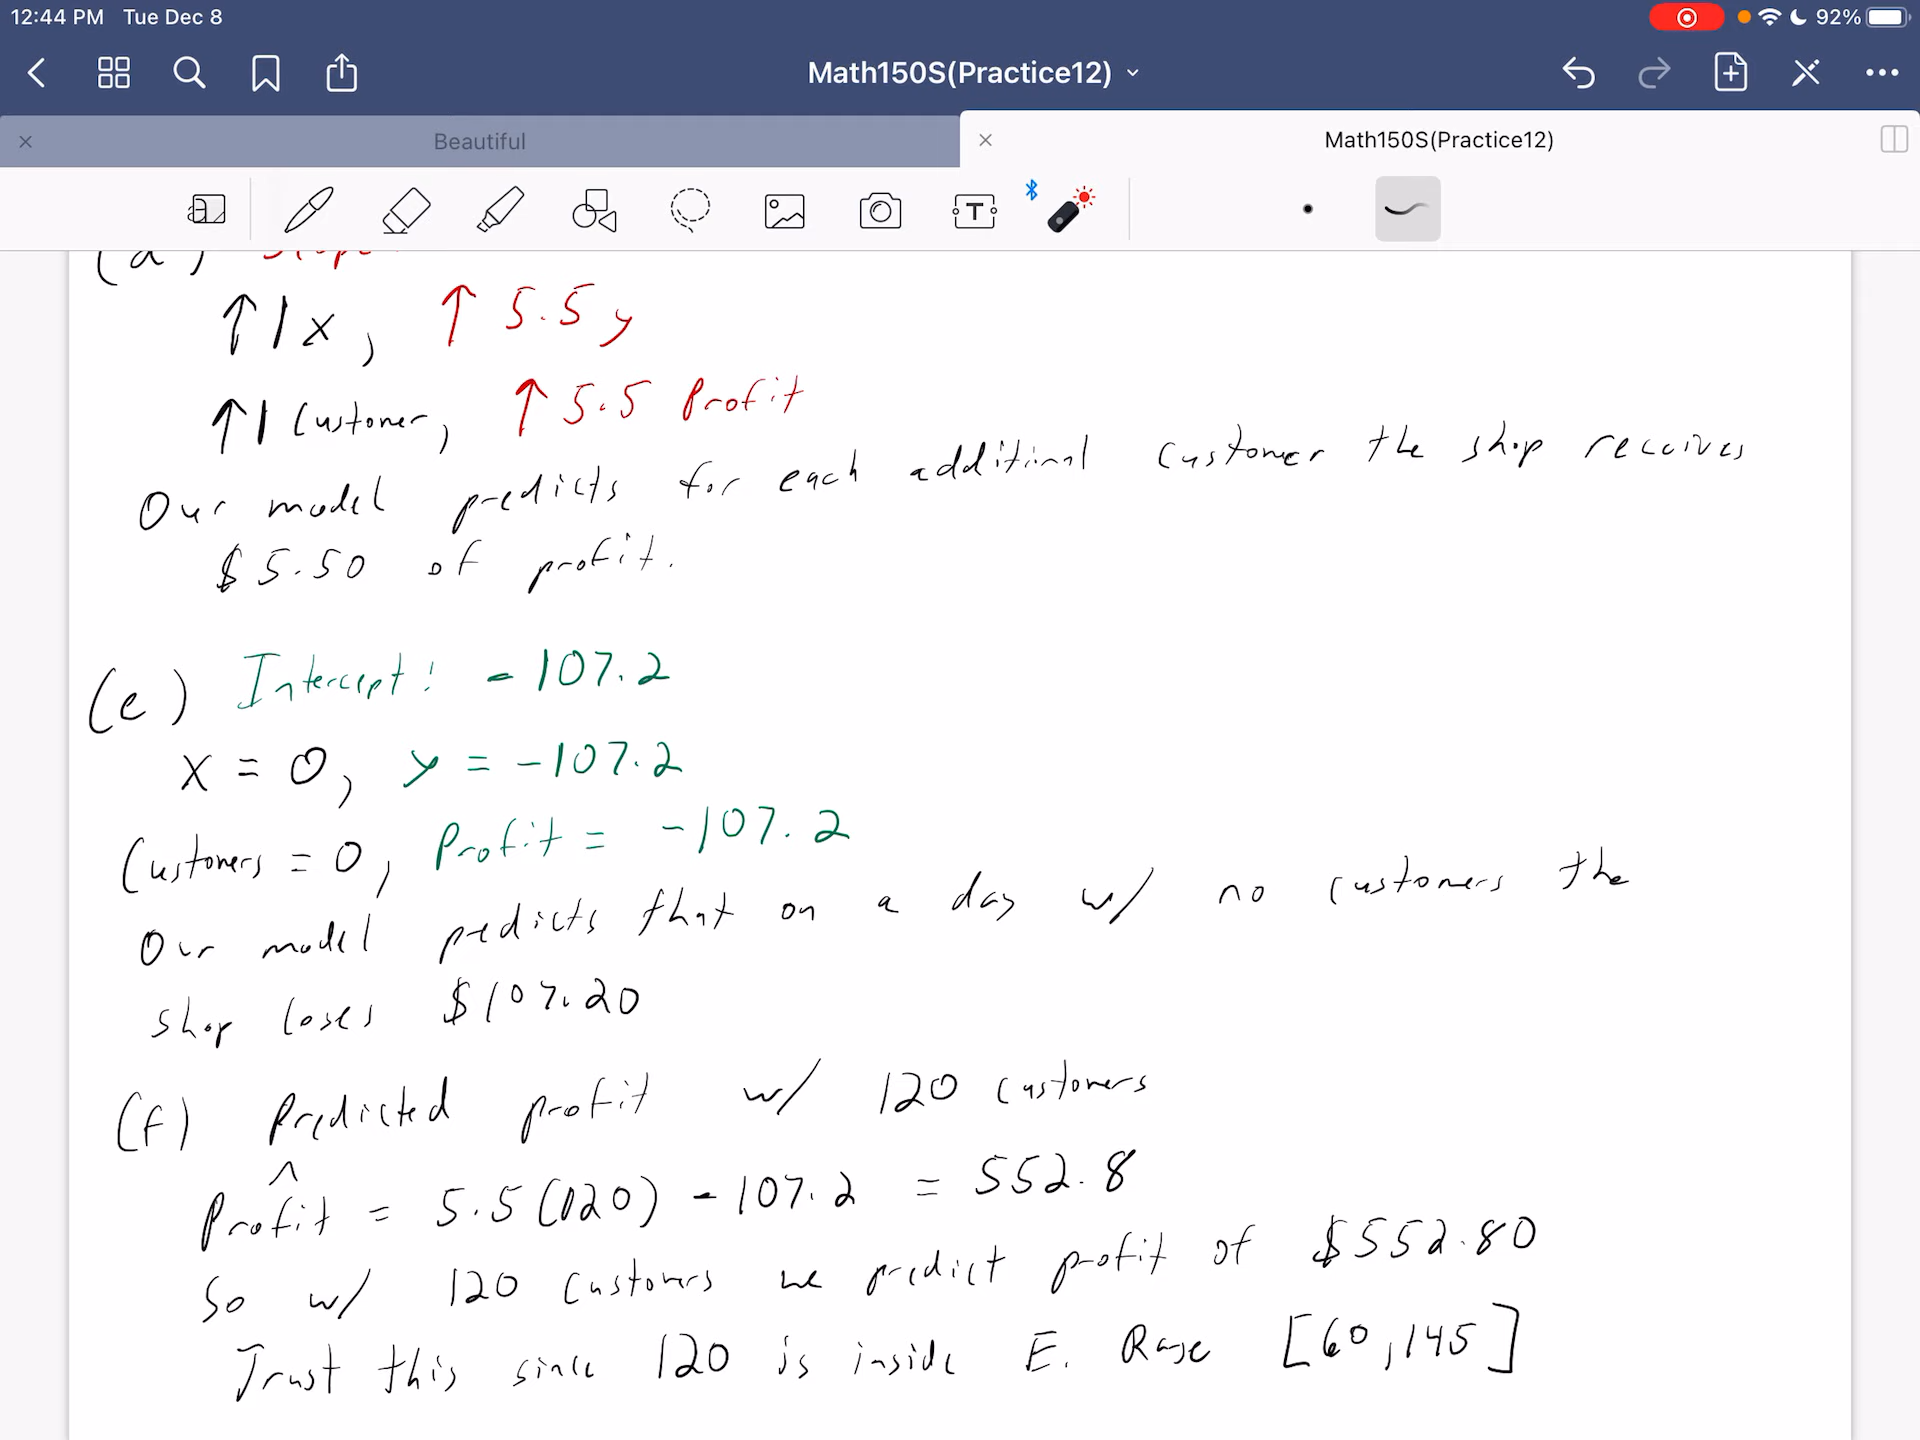 12:44 PM Tue Dec 8
92%
Math150S(Practice12)
Beautiful
Math150S(Practice12)
T
(d) Slope
↑1x, ↑ 5.5y
↑1 Customer, ↑ 5.5 Profit
Our model predicts for each additional customer the shop receives
$5.50 of profit.
(e) Intercept: -107.2
x = 0, y = -107.2
Customers = 0, Profit = -107.2
Our model predicts that on a day w/ no customers the
shop loses $107.20
(f) Predicted profit w/ 120 customers
^
Profit = 5.5(120) - 107.2 = 552.8
So w/ 120 customers we predict profit of $552.80
Trust this since 120 is inside E. Range [60,145]